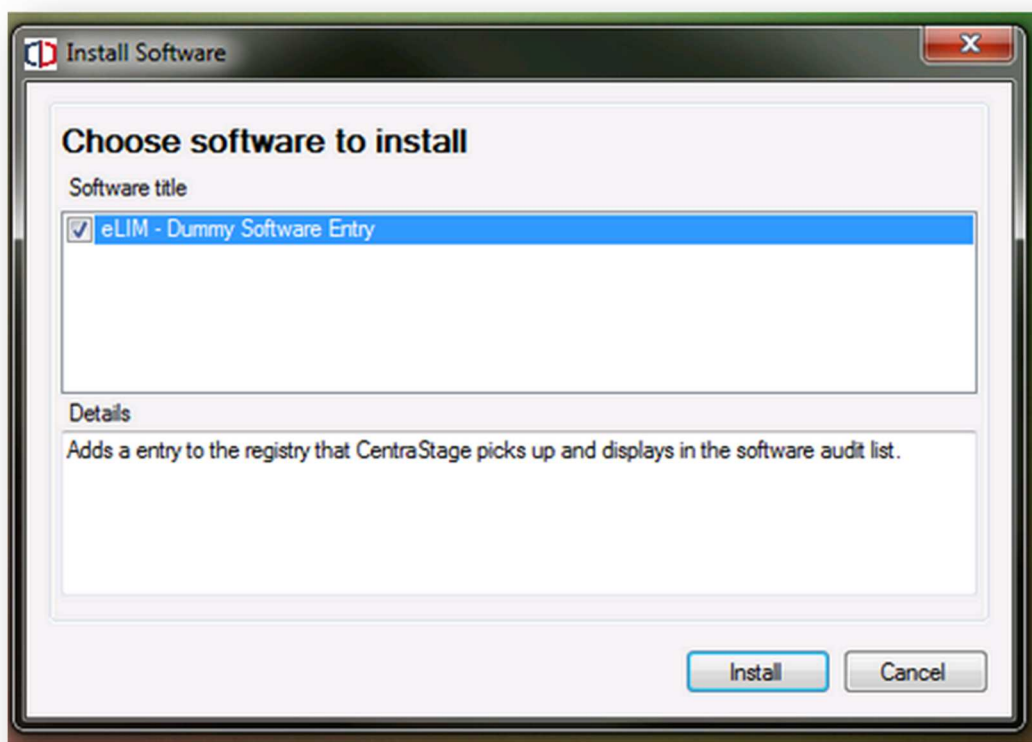 Install Software
Choose software to install
Software title
eLIM - Dummy Software Entry
Details
Adds a entry to the registry that CentraStage picks up and displays in the software audit list.
Install
Cancel